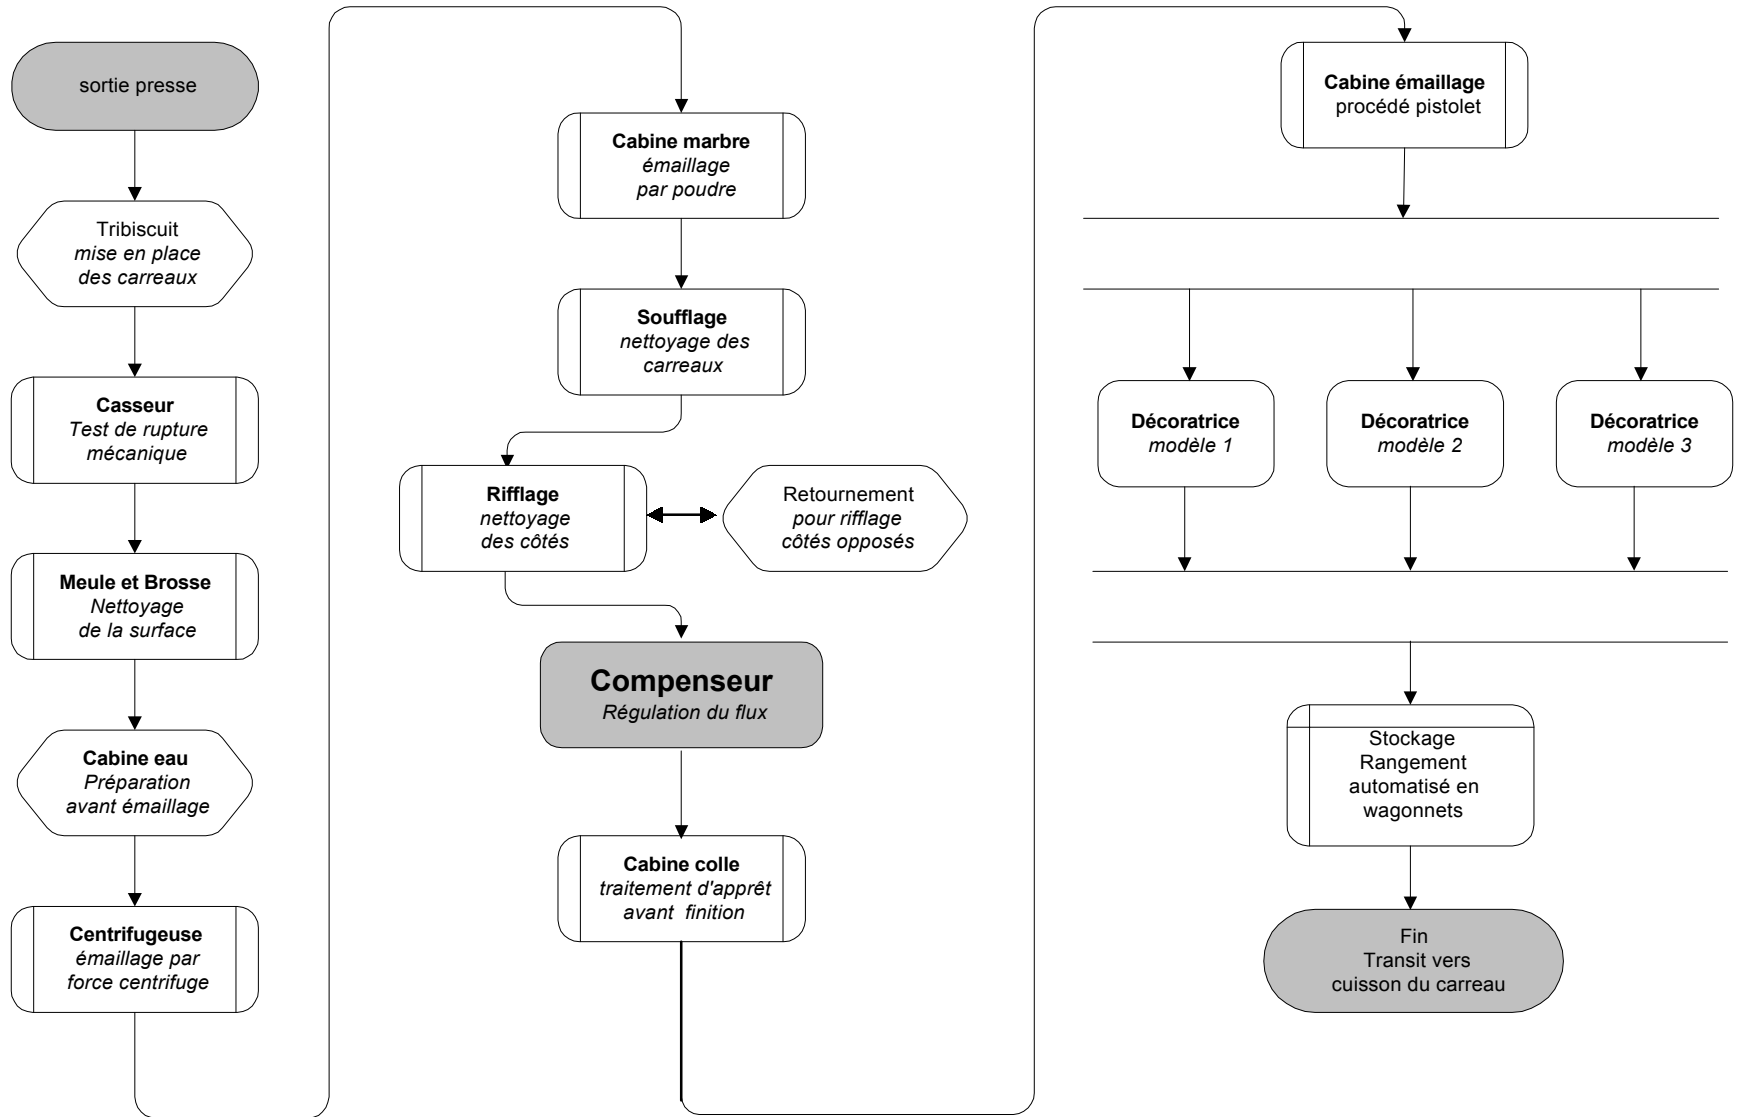 sortie presse
Tribiscuit
mise en place
des carreaux
Casseur
Test de rupture
mécanique
Meule et Brosse
Nettoyage
de la surface
Cabine eau
Préparation
avant émaillage
Centrifugeuse
émaillage par
force centrifuge
Cabine marbre
émaillage
par poudre
Soufflage
nettoyage des
carreaux
Rifflage
nettoyage
des côtés
Retournement
pour rifflage
côtés opposés
Compenseur
Régulation du flux
Cabine colle
traitement d'apprêt
avant finition
Cabine émaillage
procédé pistolet
Décoratrice
modèle 1
Décoratrice
modèle 2
Décoratrice
modèle 3
Stockage
Rangement
automatisé en
wagonnets
Fin
Transit vers
cuisson du carreau